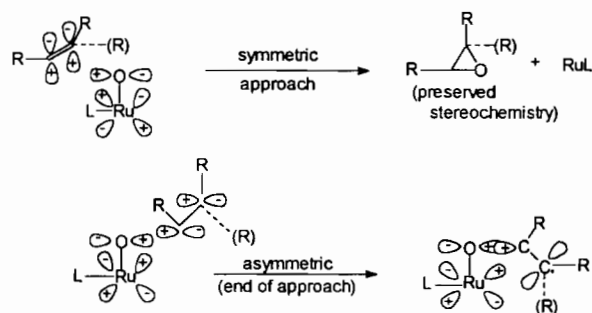 R
R
(R)
+ + + O -
L Ru
+ -
- +
symmetric
approach
R
(R)
O
+ RuL
(preserved
stereochemistry)
R
R + -
(R)
- O + - +
L Ru
- +
+ -
asymmetric
(end of approach)
- O + + C
R
C. R
(R)
L Ru
- +
+ -